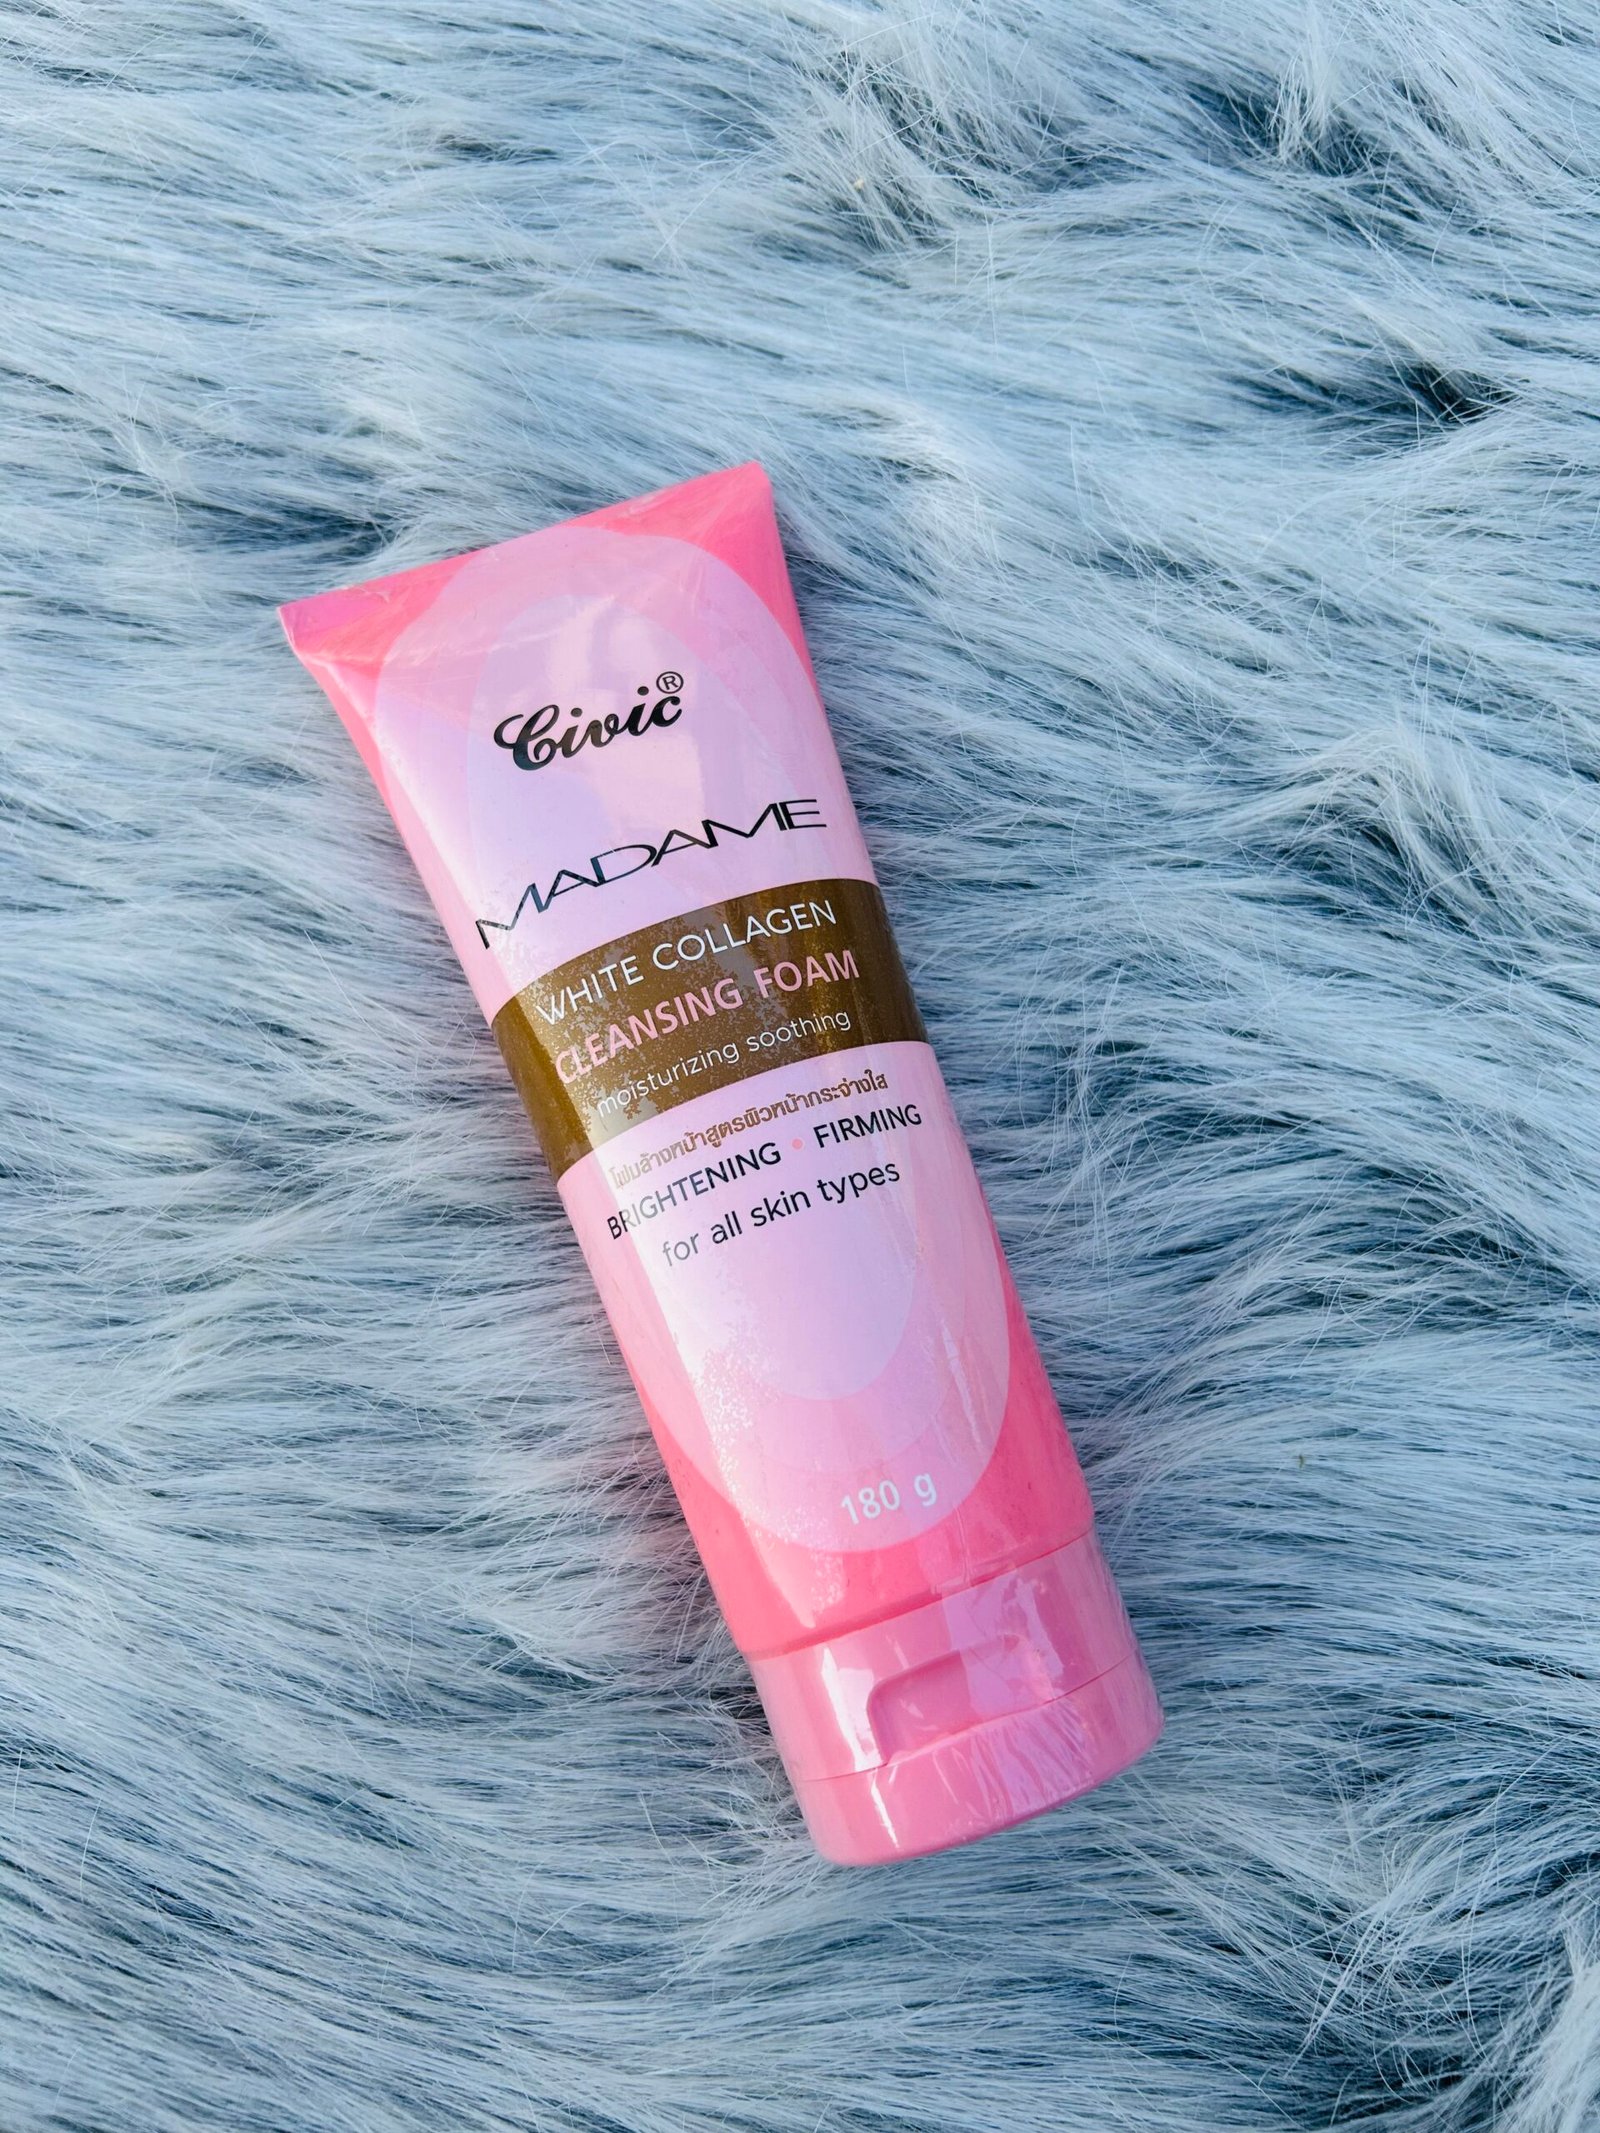 Civic®
MADAME
WHITE COLLAGEN
CLEANSING FOAM
moisturizing soothing
โฟมล้างหน้าสูตรผิวหน้ากระจ่างใส
BRIGHTENING • FIRMING
for all skin types
180 g